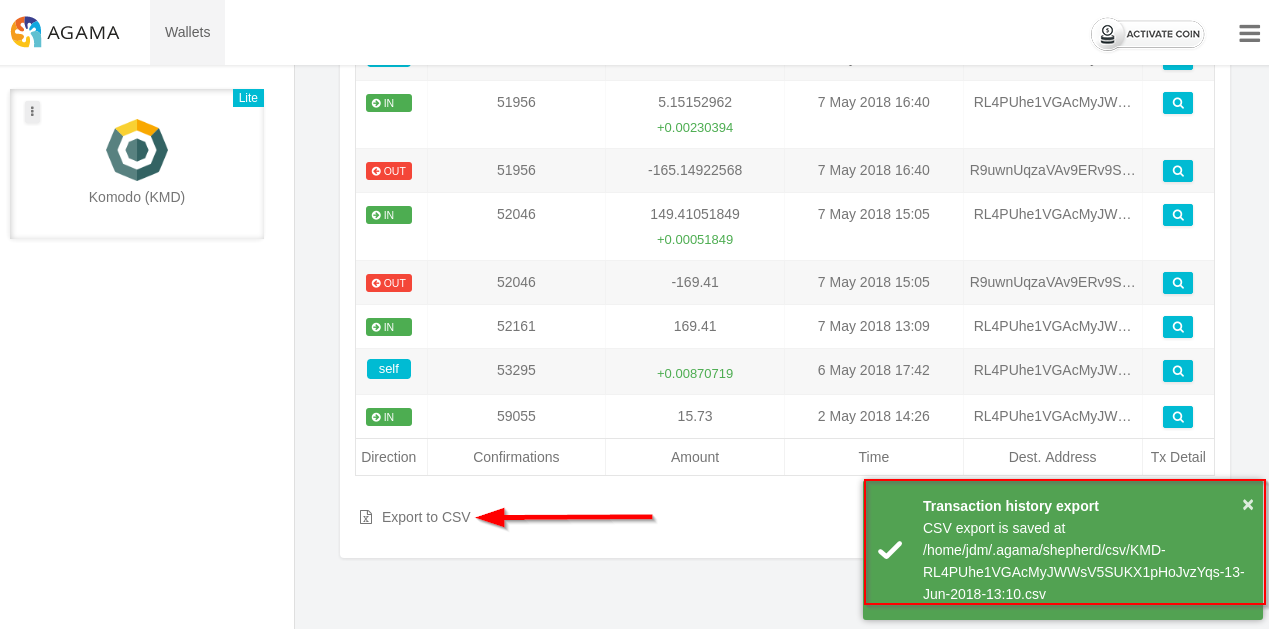 AGAMA
Wallets
ACTIVATE COIN
Lite
Komodo (KMD)
IN 51956 5.15152962 7 May 2018 16:40 RL4PUhe1VGAcMyJW…
+0.00230394
OUT 51956 -165.14922568 7 May 2018 16:40 R9uwnUqzaVAv9ERv9S…
IN 52046 149.41051849 7 May 2018 15:05 RL4PUhe1VGAcMyJW…
+0.00051849
OUT 52046 -169.41 7 May 2018 15:05 R9uwnUqzaVAv9ERv9S…
IN 52161 169.41 7 May 2018 13:09 RL4PUhe1VGAcMyJW…
self 53295 +0.00870719 6 May 2018 17:42 RL4PUhe1VGAcMyJW…
IN 59055 15.73 2 May 2018 14:26 RL4PUhe1VGAcMyJW…
Direction Confirmations Amount Time Dest. Address Tx Detail
Export to CSV
Transaction history export
CSV export is saved at
/home/jdm/.agama/shepherd/csv/KMD-
RL4PUhe1VGAcMyJWWsV5SUKX1pHoJvzYqs-13-
Jun-2018-13:10.csv